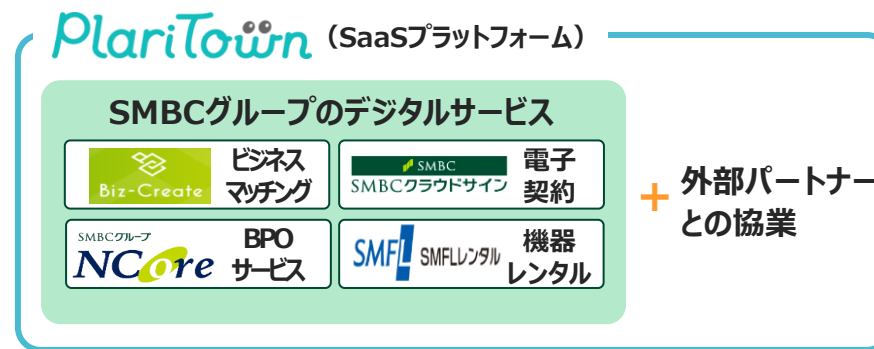 PlariTown（SaaSプラットフォーム）
SMBCグループのデジタルサービス
Biz-Create
ビジネス
マッチング
SMBC
SMBCクラウドサイン
電子
契約
SMBCグループ
NCore
BPO
サービス
SMFL SMFLレンタル
機器
レンタル
＋
外部パートナー
との協業